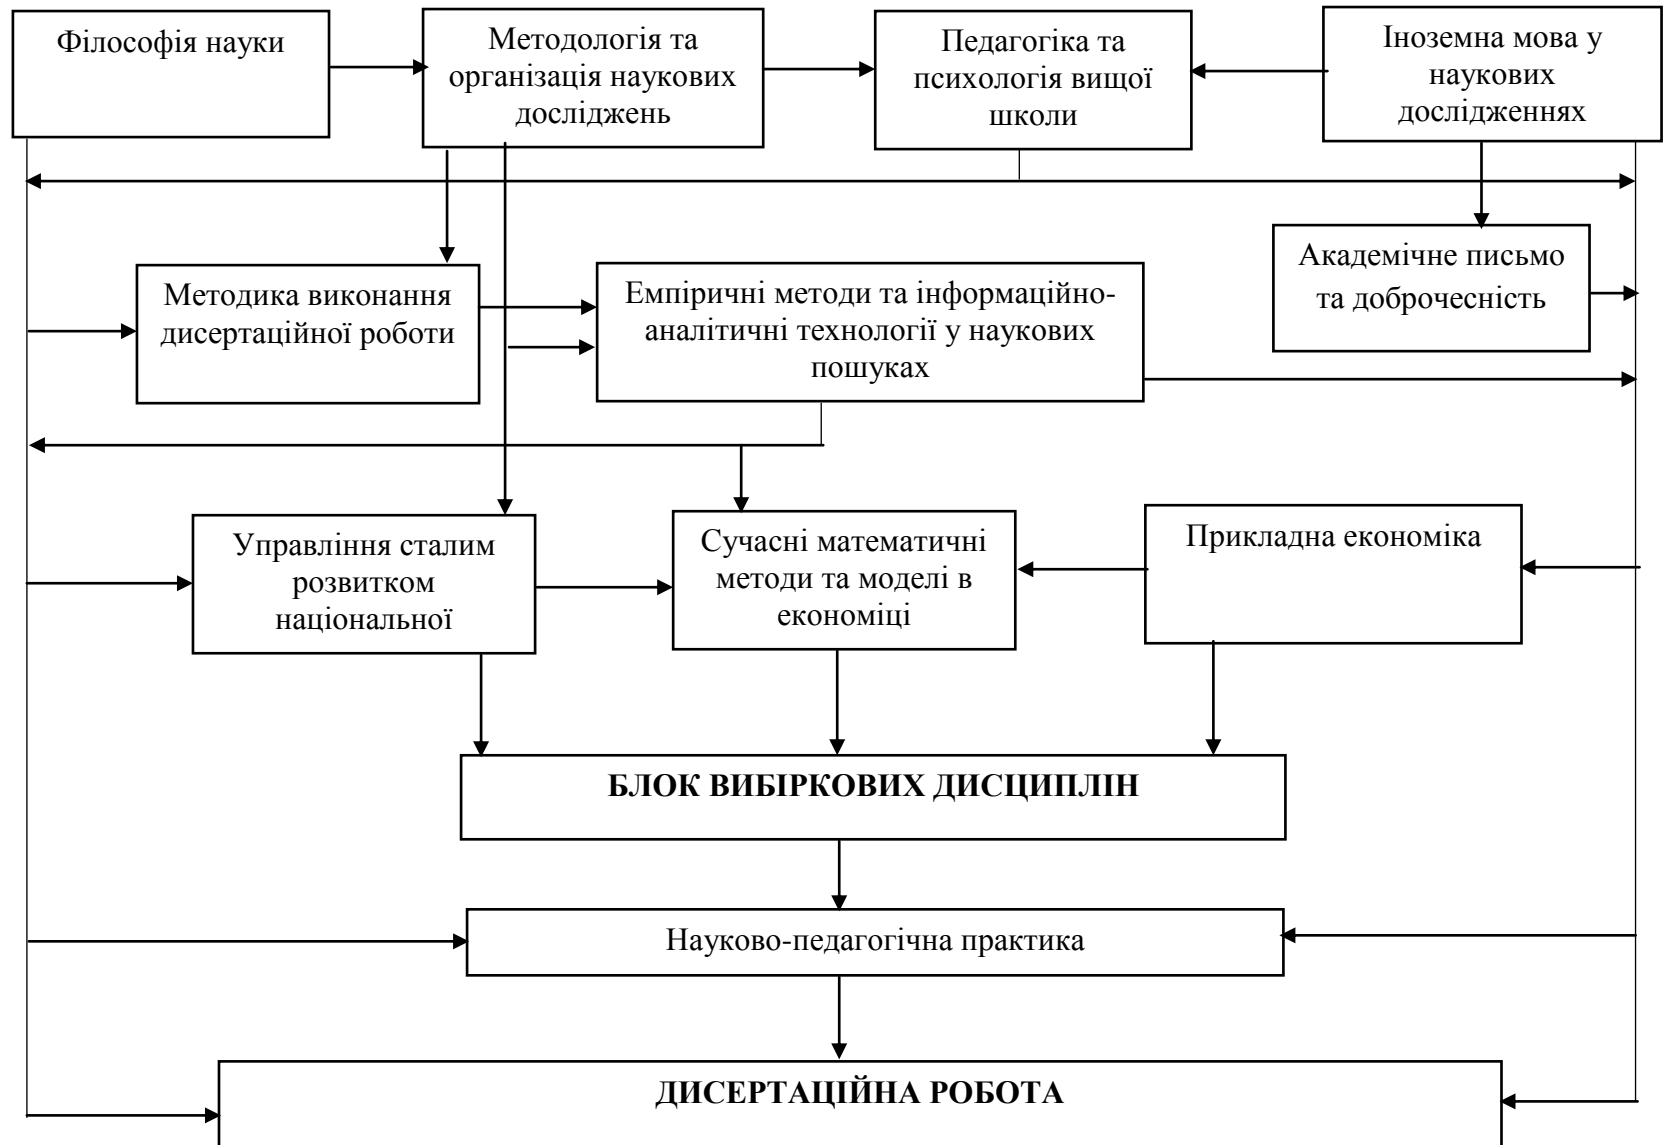 Філософія науки
Методологія та
організація наукових
досліджень
Педагогіка та
психологія вищої
школи
Іноземна мова у
наукових
дослідженнях
Методика виконання
дисертаційної роботи
Емпіричні методи та інформаційно-
аналітичні технології у наукових
пошуках
Академічне письмо
та доброчесність
Управління сталим
розвитком
національної
Сучасні математичні
методи та моделі в
економіці
Прикладна економіка
БЛОК ВИБІРКОВИХ ДИСЦИПЛІН
Науково-педагогічна практика
ДИСЕРТАЦІЙНА РОБОТА